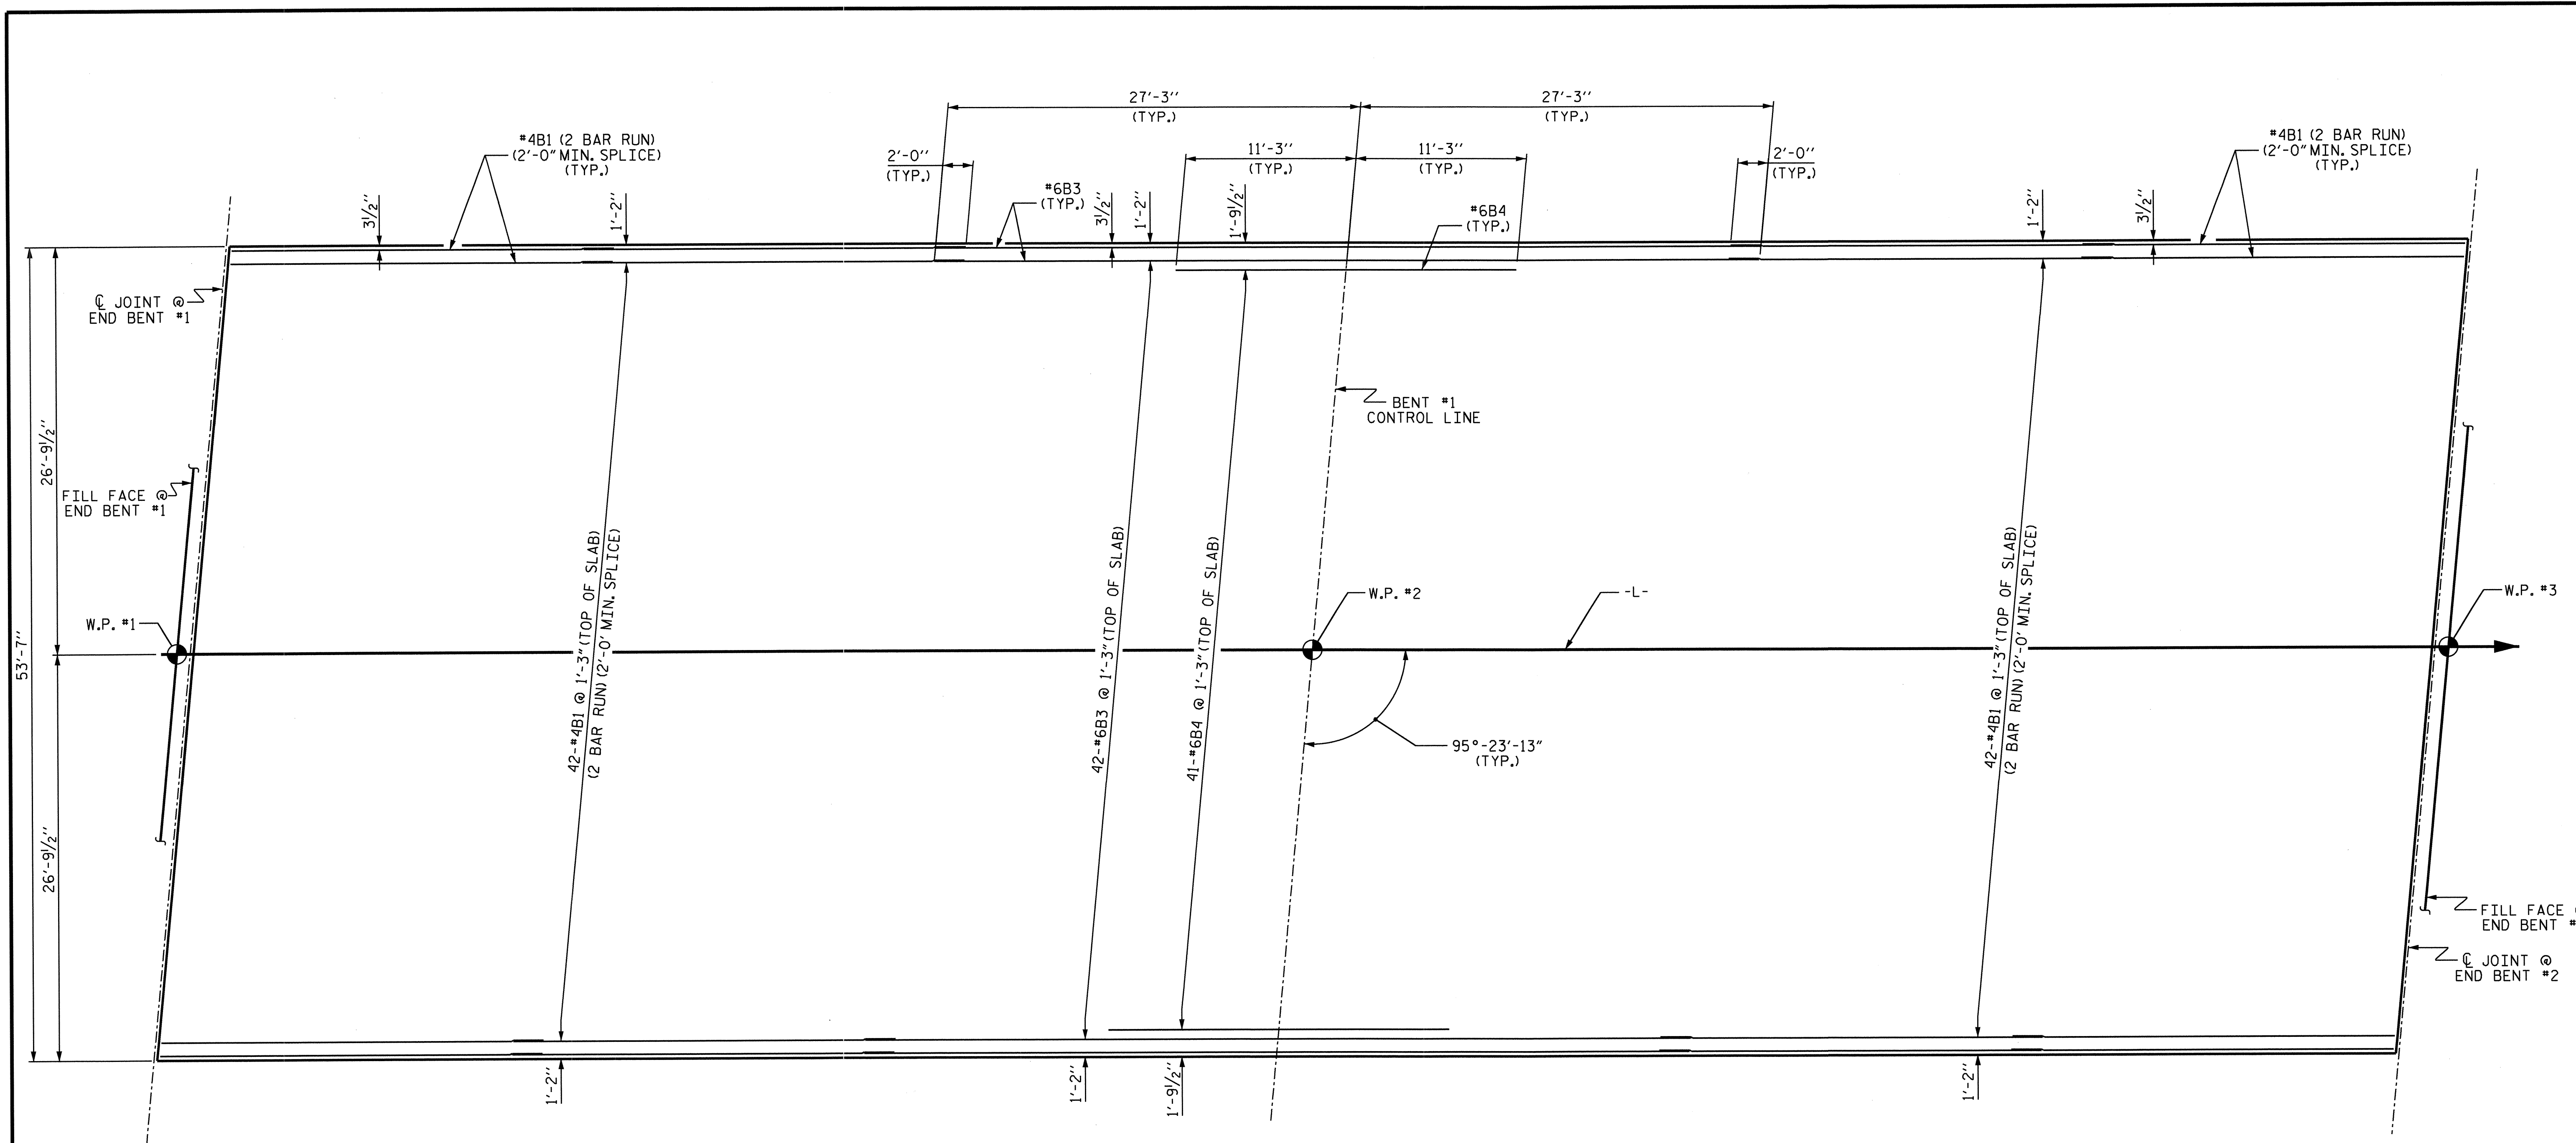 27'-3''
(TYP.)
27'-3''
(TYP.)
#4B1 (2 BAR RUN)
(2'-0" MIN. SPLICE)
(TYP.)
2'-0''
(TYP.)
11'-3''
(TYP.)
11'-3''
(TYP.)
2'-0''
(TYP.)
#4B1 (2 BAR RUN)
(2'-0" MIN. SPLICE)
(TYP.)
3½''
1'-2''
#6B3
(TYP.)
3½''
1'-2''
1'-9½''
#6B4
(TYP.)
1'-2''
3½''
℄ JOINT @
END BENT #1
BENT #1
CONTROL LINE
26'-9½''
FILL FACE @
END BENT #1
53'-7''
W.P. #1
42-#4B1 @ 1'-3" (TOP OF SLAB)
(2 BAR RUN) (2'-0' MIN. SPLICE)
42-#6B3 @ 1'-3" (TOP OF SLAB)
41-#6B4 @ 1'-3" (TOP OF SLAB)
W.P. #2
-L-
42-#4B1 @ 1'-3" (TOP OF SLAB)
(2 BAR RUN) (2'-0' MIN. SPLICE)
W.P. #3
95°-23'-13"
(TYP.)
26'-9½''
FILL FACE
END BENT #
℄ JOINT @
END BENT #2
1'-2''
1'-2''
1'-9½''
1'-2''